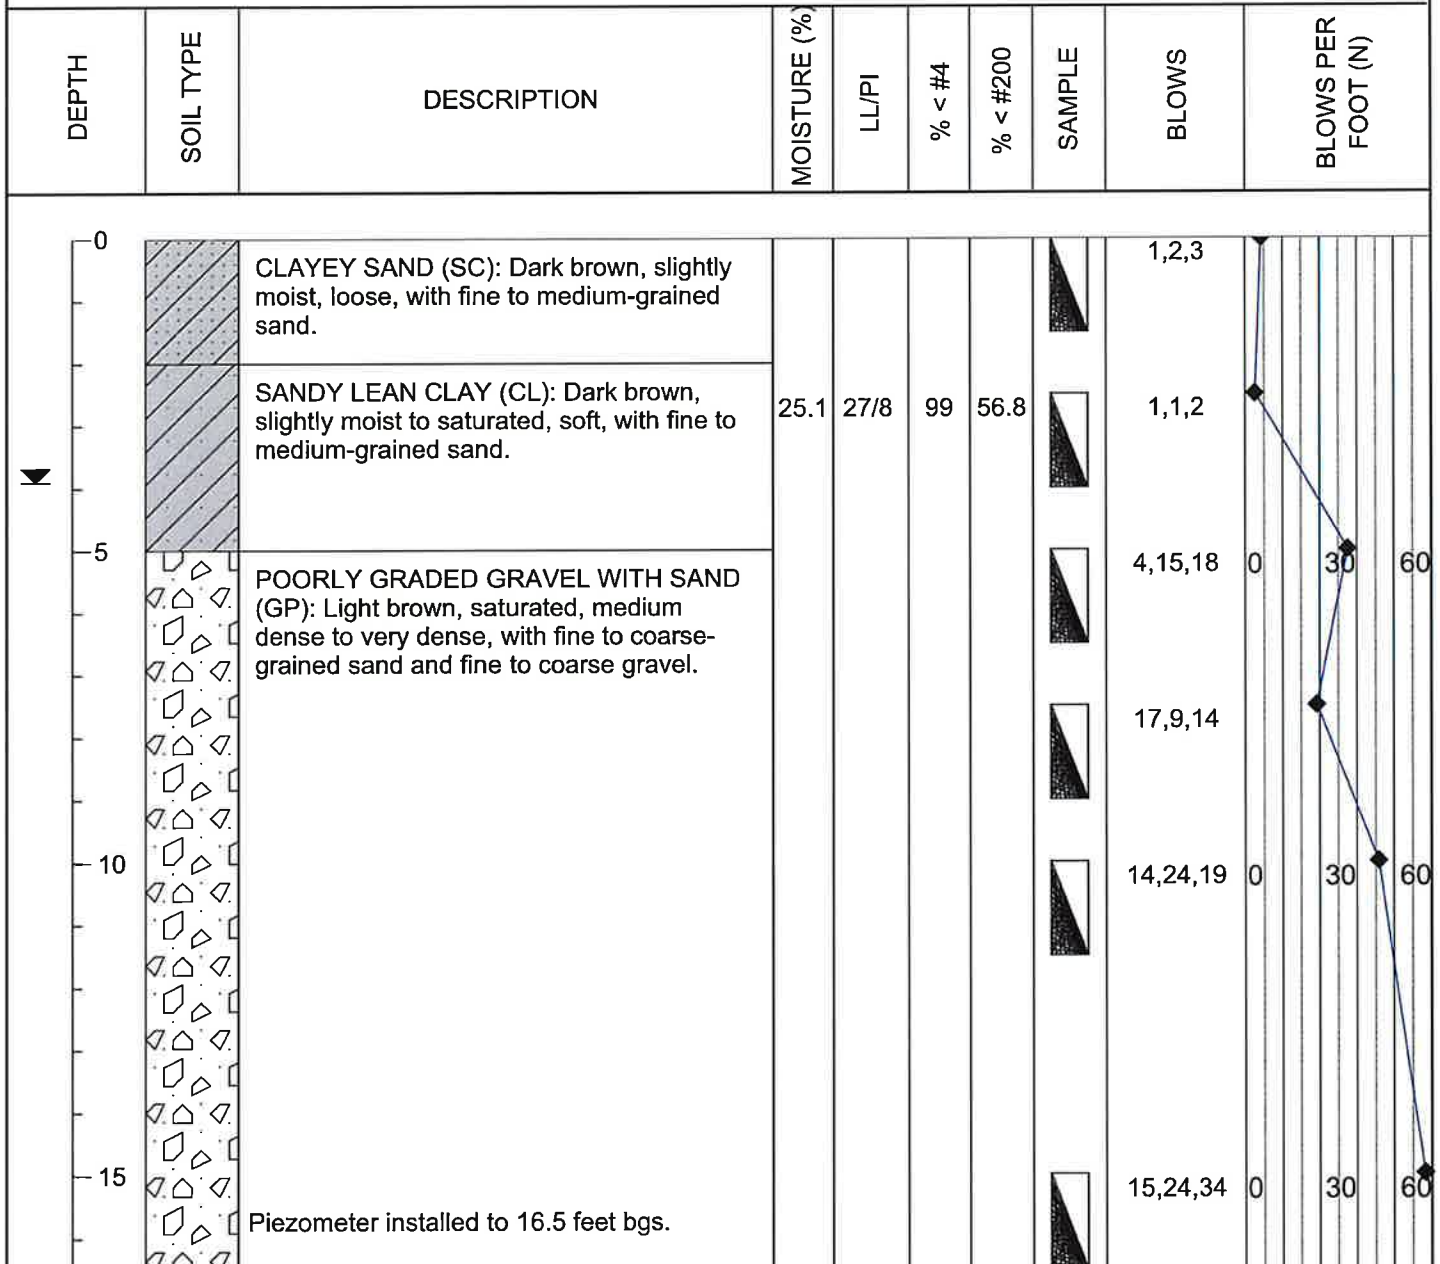 DEPTH
SOIL TYPE
DESCRIPTION
MOISTURE (%)
LL/PI
% < #4
% < #200
SAMPLE
BLOWS
BLOWS PER
FOOT (N)
0
CLAYEY SAND (SC): Dark brown, slightly
moist, loose, with fine to medium-grained
sand.
1,2,3
SANDY LEAN CLAY (CL): Dark brown,
slightly moist to saturated, soft, with fine to
medium-grained sand.
25.1 27/8 99 56.8 1,1,2
5
POORLY GRADED GRAVEL WITH SAND
(GP): Light brown, saturated, medium
dense to very dense, with fine to coarse-
grained sand and fine to coarse gravel.
4,15,18 0 30 60
17,9,14
10 14,24,19 0 30 60
15 15,24,34 0 30 60
Piezometer installed to 16.5 feet bgs.